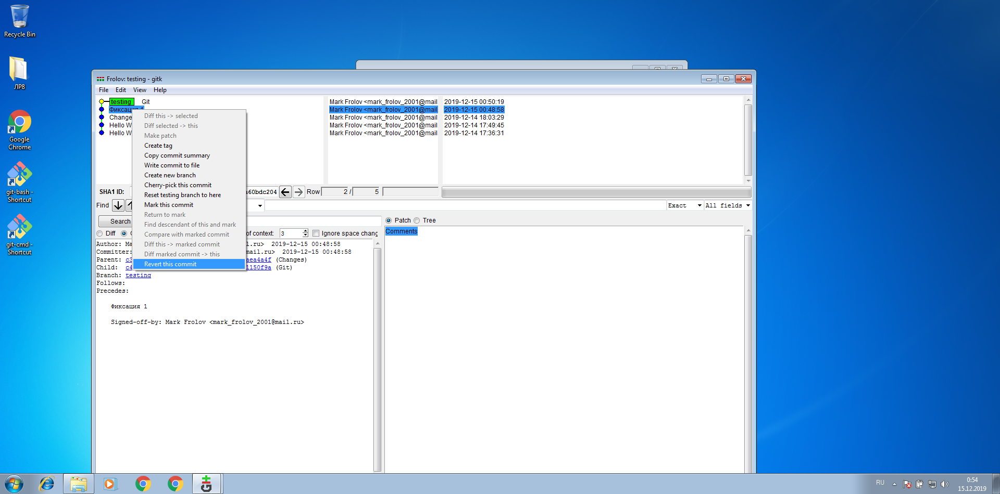 Recycle Bin
ЛР8
Google
Chrome
git-bash -
Shortcut
git-cmd -
Shortcut
Frolov: testing - gitk
File Edit View Help
testing Git Mark Frolov <mark_frolov_2001@mail 2019-12-15 00:50:19
Фиксация 1 Mark Frolov <mark_frolov_2001@mail 2019-12-15 00:48:58
Change Mark Frolov <mark_frolov_2001@mail 2019-12-14 18:03:29
Hello W Mark Frolov <mark_frolov_2001@mail 2019-12-14 17:49:45
Hello W Mark Frolov <mark_frolov_2001@mail 2019-12-14 17:36:31
Diff this -> selected
Diff selected -> this
Make patch
Create tag
Copy commit summary
Write commit to file
Create new branch
Cherry-pick this commit
Reset testing branch to here
Mark this commit
Return to mark
Find descendant of this and mark
Compare with marked commit
Diff this -> marked commit
Diff marked commit -> this
Revert this commit
SHA1 ID: a60bdc204 Row 2 / 5
Find Exact All fields
Search
Diff of context: 3 Ignore space chang
Patch Tree
Comments
Author: Ma l.ru> 2019-12-15 00:48:58
Committer: mail.ru> 2019-12-15 00:48:58
Parent: c3 aea4a4f (Changes)
Child: c4 1150f9a (Git)
Branch: testing
Follows:
Precedes:
Фиксация 1
Signed-off-by: Mark Frolov <mark_frolov_2001@mail.ru>
RU
0:54
15.12.2019